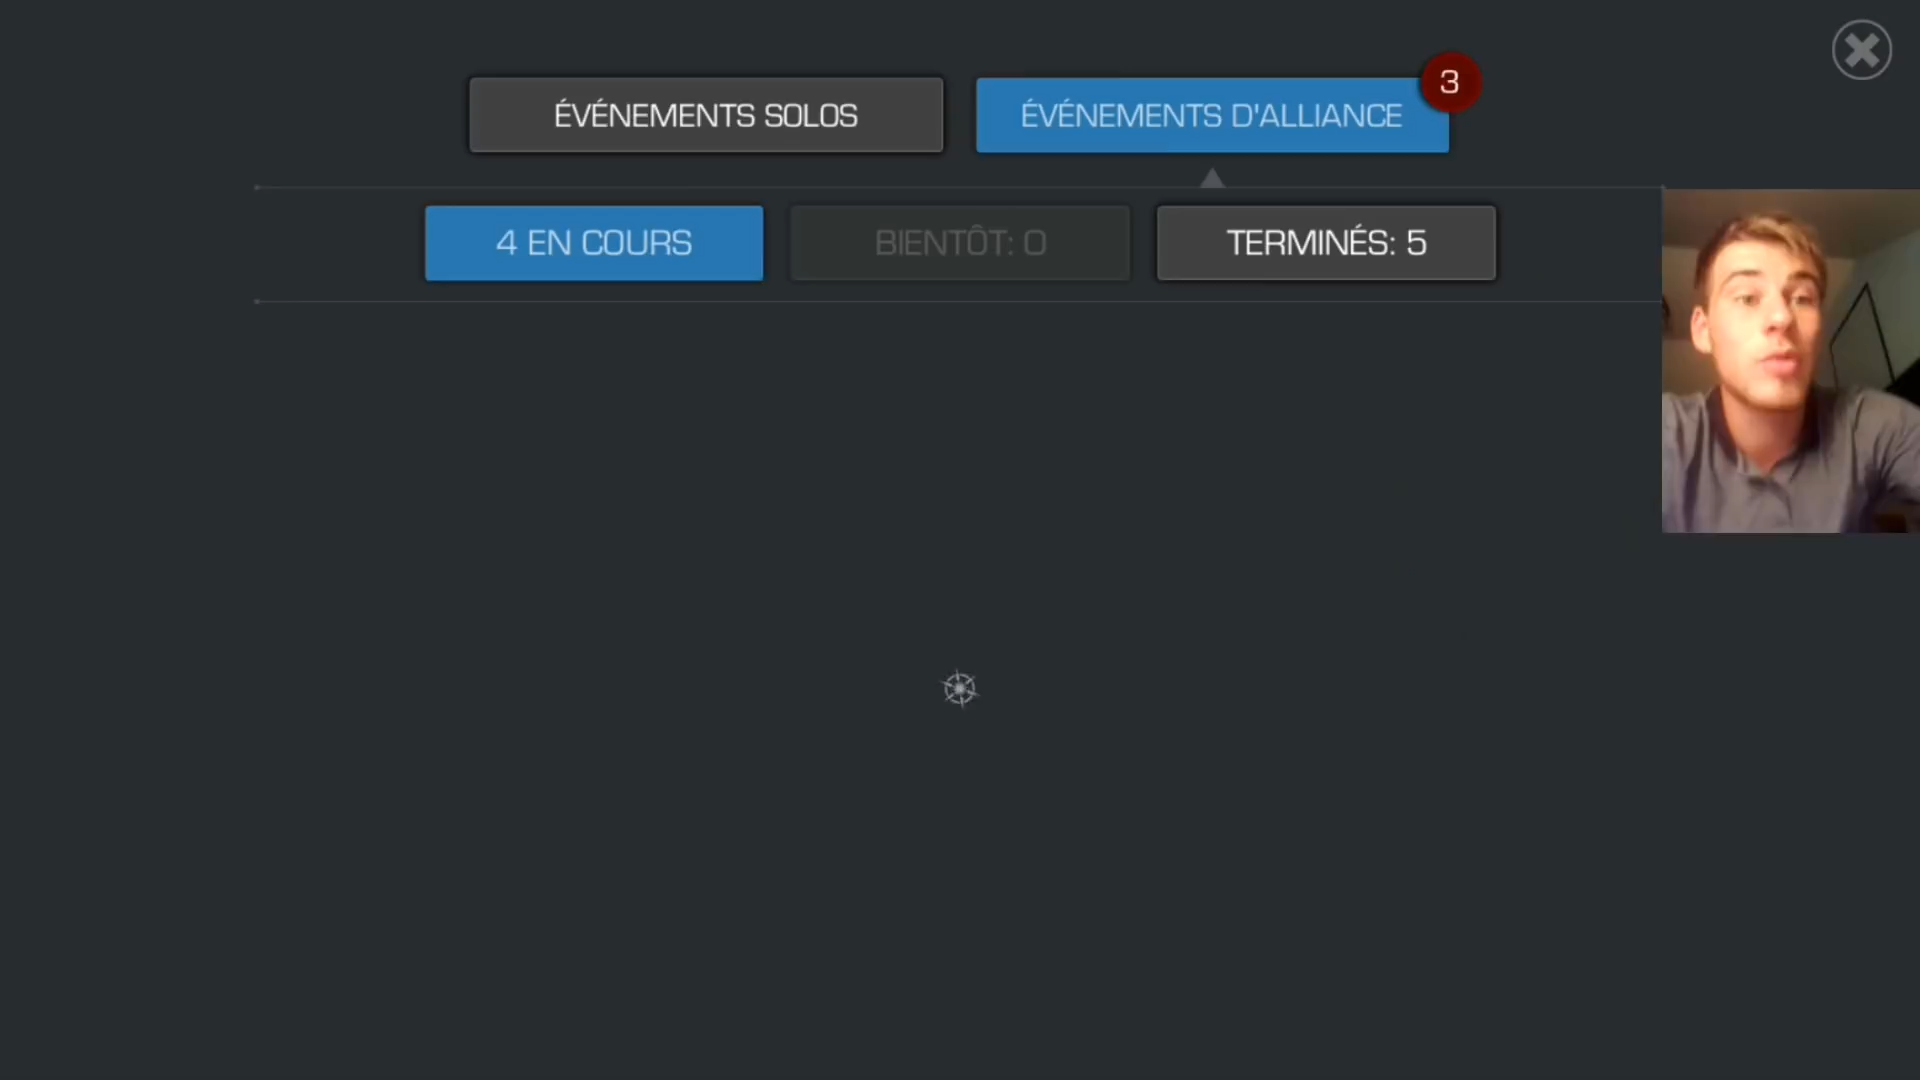 3
ÉVÉNEMENTS SOLOS
ÉVÉNEMENTS D'ALLIANCE
4 EN COURS
BIENTÔT: 0
TERMINÉS: 5